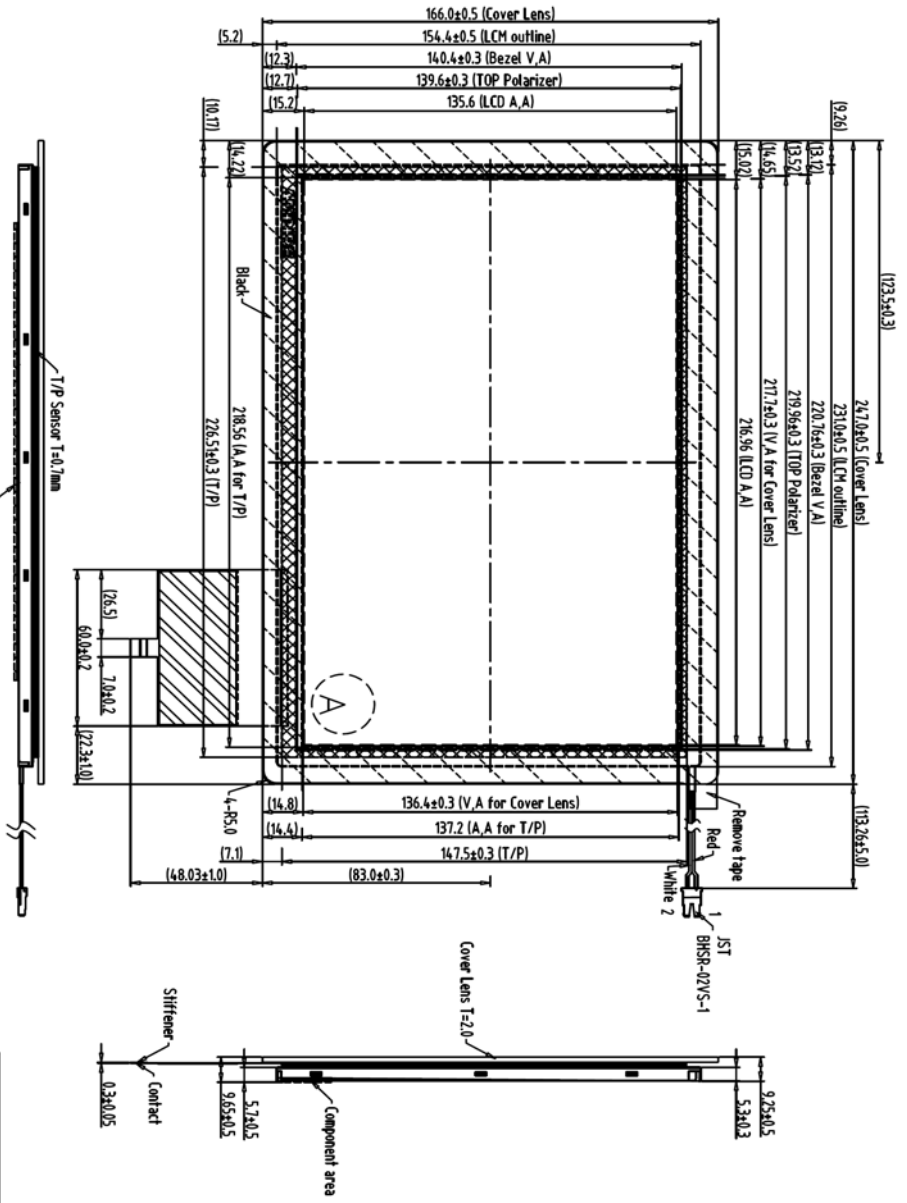 166.0±0.5 (Cover Lens)
154.4±0.5 (LCM outline)
(5.2)
140.4±0.3 (Bezel V,A)
(12.3)
139.6±0.3 (TOP Polarizer)
(12.7)
135.6 (LCD A,A)
(15.2)
(10.17)
(14.22)
(15.02)
(14.65)
(13.52)
(13.12)
(9.26)
(123.5±0.3)
247.0±0.5 (Cover Lens)
231.0±0.5 (LCM outline)
220.76±0.3 (Bezel V,A)
219.96±0.3 (TOP Polarizer)
217.7±0.3 (V,A for Cover Lens)
216.96 (LCD A,A)
Black
218.56 (A,A for T/P)
226.51±0.3 (T/P)
T/P Sensor T=0.7mm
(26.5)
7.0±0.2
60.0±0.2
(22.3±1.0)
A
4-R5.0
(14.8)
136.4±0.3 (V,A for Cover Lens)
(14.4)
137.2 (A,A for T/P)
(7.1)
147.5±0.3 (T/P)
(48.03±1.0)
(83.0±0.3)
Remove tape
Red
White 2
1
(113.26±5.0)
JST
BHSR-02VS-1
Cover Lens T=2.0
Stiffener
Contact
0.3±0.05
9.65±0.5
5.7±0.5
Component area
5.3±0.3
9.25±0.5